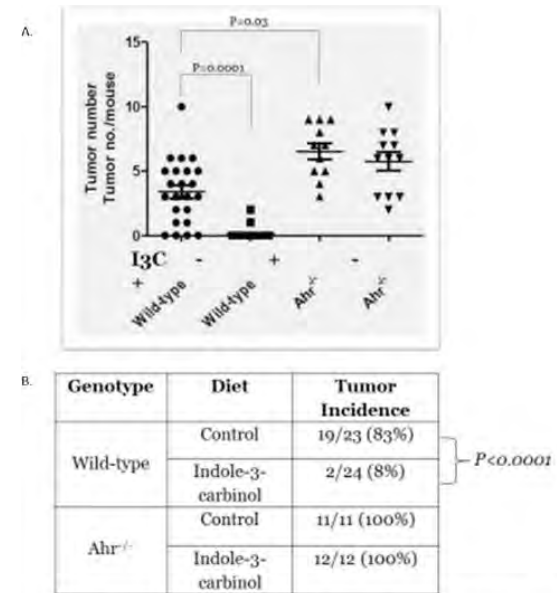 A.
P=0.03
P=0.0001
Tumor number
Tumor no./mouse
15
10
5
0
I3C - + -
+
Wild-type Wild-type Ahr-/- Ahr-/-
B.
Genotype Diet Tumor
Incidence
Wild-type Control 19/23 (83%)
Indole-3-
carbinol 2/24 (8%)
P<0.0001
Ahr-/- Control 11/11 (100%)
Indole-3-
carbinol 12/12 (100%)